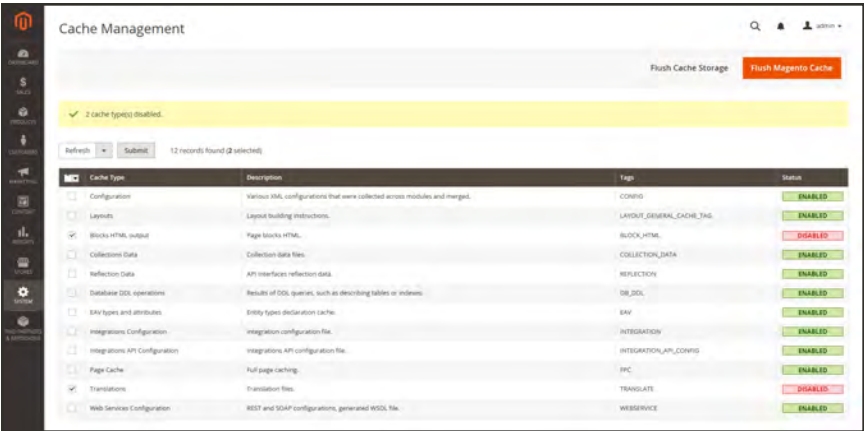 Cache Management
admin
Flush Cache Storage
Flush Magento Cache
2 cache type(s) disabled.
Refresh
Submit
12 records found (2 selected)
Cache Type Description Tags Status
Configuration Various XML configurations that were collected across modules and merged. CONFIG ENABLED
Layouts Layout building instructions. LAYOUT_GENERAL_CACHE_TAG ENABLED
Blocks HTML output Page blocks HTML. BLOCK_HTML DISABLED
Collections Data Collection data files. COLLECTION_DATA ENABLED
Reflection Data API interfaces reflection data. REFLECTION ENABLED
Database DDL operations Results of DDL queries, such as describing tables or indexes. DB_DDL ENABLED
EAV types and attributes Entity types declaration cache. EAV ENABLED
Integrations Configuration Integration configuration file. INTEGRATION ENABLED
Integrations API Configuration Integrations API configuration file. INTEGRATION_API_CONFIG ENABLED
Page Cache Full page caching. FPC ENABLED
Translations Translation files. TRANSLATE DISABLED
Web Services Configuration REST and SOAP configurations, generated WSDL file. WEBSERVICE ENABLED
DASHBOARD
SALES
PRODUCTS
CUSTOMERS
MARKETING
CONTENT
REPORTS
STORES
SYSTEM